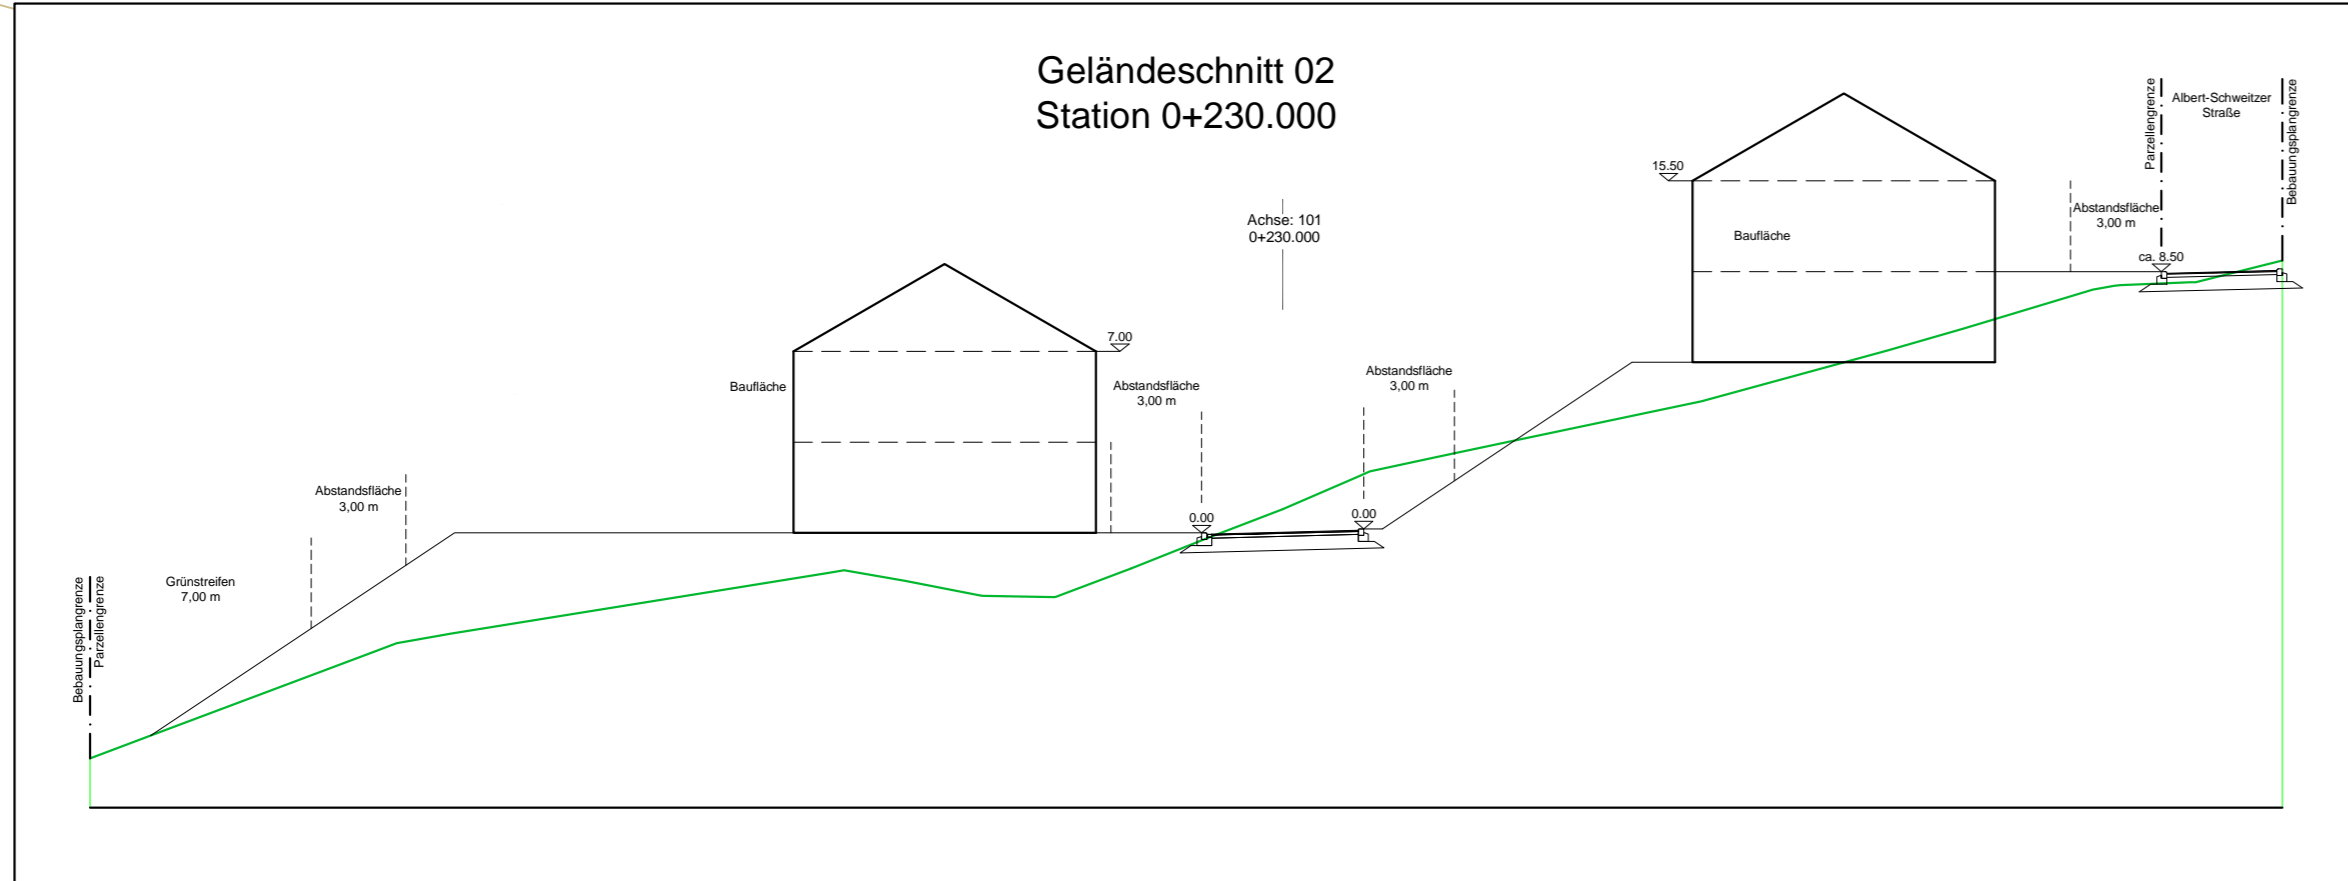 Geländeschnitt 02
Station 0+230.000
Parzellengrenze
Albert-Schweitzer
Straße
Bebauungsplangrenze
15.50
Abstandsfläche
3,00 m
Achse: 101
0+230.000
Baufläche
ca. 8.50
7.00
Baufläche
Abstandsfläche
3,00 m
Abstandsfläche
3,00 m
Abstandsfläche
3,00 m
0.00
0.00
Grünstreifen
7,00 m
Bebauungsplangrenze
Parzellengrenze